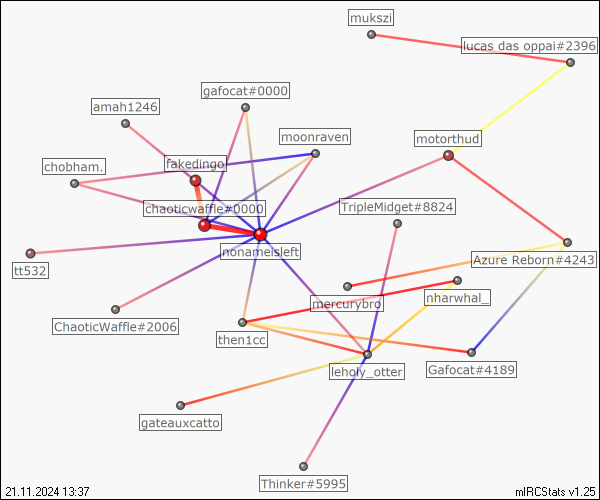 mukszi
lucas das oppai#2396
gafocat#0000
amah1246
moonraven
motorthud
fakedingo
chobham.
chaoticwaffle#0000
TripleMidget#8824
nonameisleft
Azure Reborn#4243
tt532
mercurybro
nharwhal_
ChaoticWaffle#2006
then1cc
leholy_otter
Gafocat#4189
gateauxcatto
Thinker#5995
21.11.2024 13:37
mIRCStats v1.25